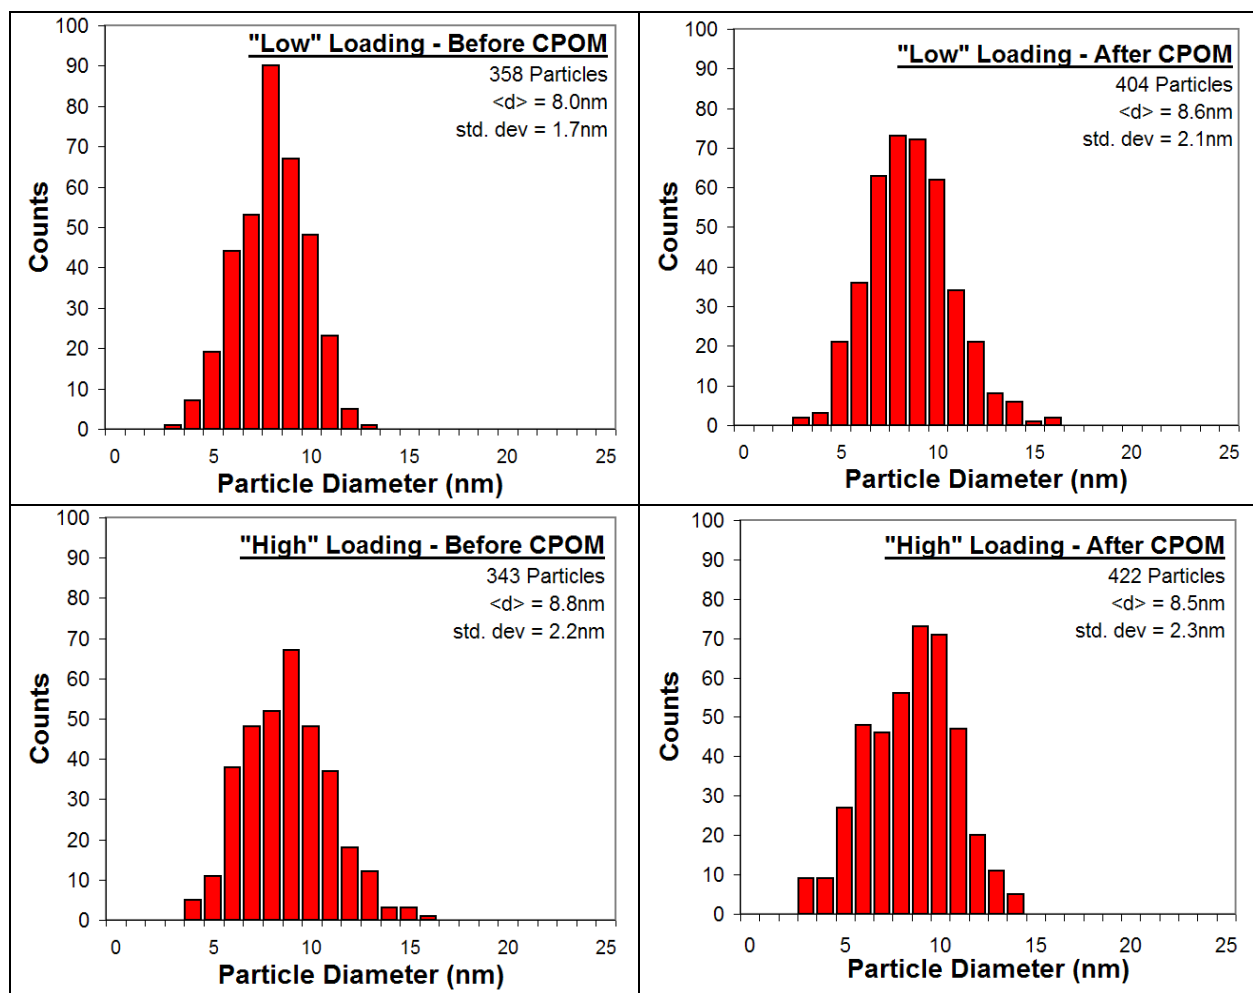 "Low" Loading - Before CPOM
358 Particles
<d> = 8.0nm
std. dev = 1.7nm
Counts
100
90
80
70
60
50
40
30
20
10
0
0 5 10 15 20 25
Particle Diameter (nm)
"Low" Loading - After CPOM
404 Particles
<d> = 8.6nm
std. dev = 2.1nm
Counts
100
90
80
70
60
50
40
30
20
10
0
0 5 10 15 20 25
Particle Diameter (nm)
"High" Loading - Before CPOM
343 Particles
<d> = 8.8nm
std. dev = 2.2nm
Counts
100
90
80
70
60
50
40
30
20
10
0
0 5 10 15 20 25
Particle Diameter (nm)
"High" Loading - After CPOM
422 Particles
<d> = 8.5nm
std. dev = 2.3nm
Counts
100
90
80
70
60
50
40
30
20
10
0
0 5 10 15 20 25
Particle Diameter (nm)